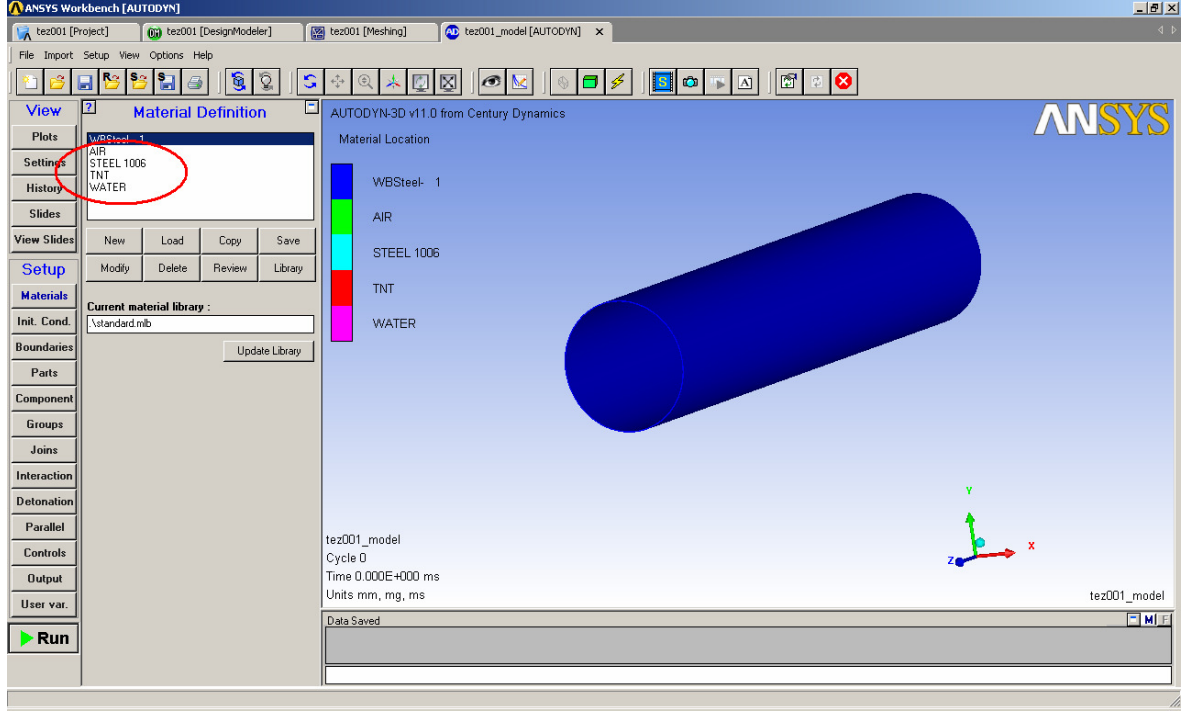 ANSYS Workbench [AUTODYN]
tez001 [Project]
tez001 [DesignModeler]
tez001 [Meshing]
tez001_model [AUTODYN]
File Import Setup View Options Help
View
Plots
Settings
History
Slides
View Slides
Setup
Materials
Init. Cond.
Boundaries
Parts
Component
Groups
Joins
Interaction
Detonation
Parallel
Controls
Output
User var.
Run
? Material Definition
WBSteel- 1
AIR
STEEL 1006
TNT
WATER
New Load Copy Save
Modify Delete Review Library
Current material library :
.\standard.mlb
Update Library
AUTODYN-3D v11.0 from Century Dynamics
Material Location
ANSYS
WBSteel- 1
AIR
STEEL 1006
TNT
WATER
Y
X
Z
tez001_model
Cycle 0
Time 0.000E+000 ms
Units mm, mg, ms
tez001_model
Data Saved
M F